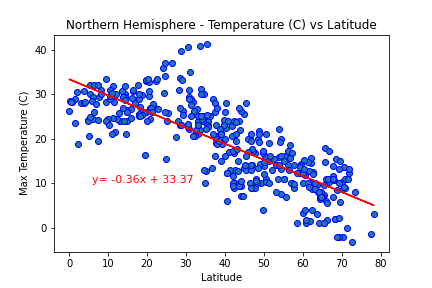 Northern Hemisphere - Temperature (C) vs Latitude
Max Temperature (C)
40
30
20
10
0
y= -0.36x + 33.37
0 10 20 30 40 50 60 70 80
Latitude